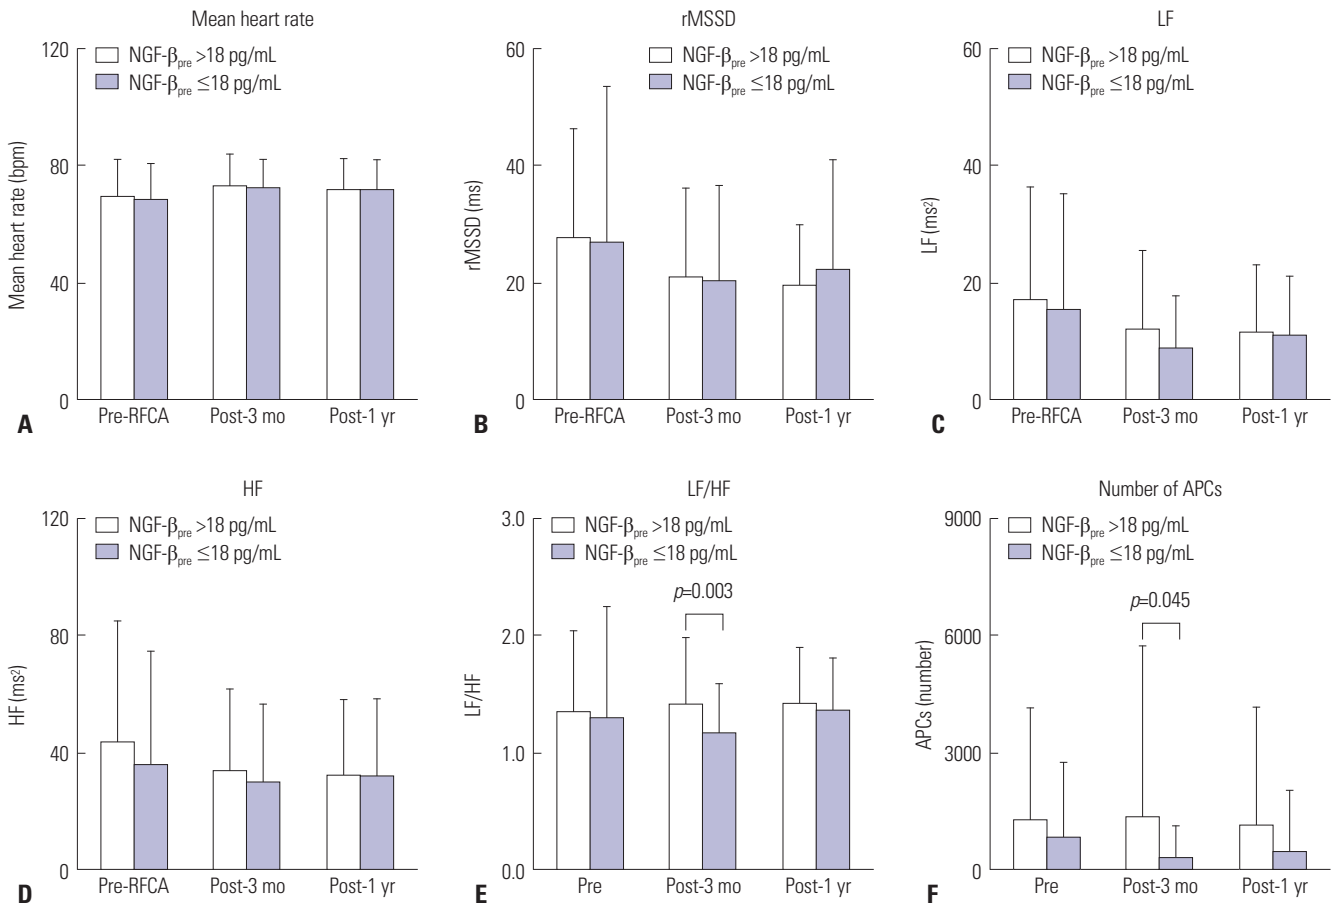 Mean heart rate
NGF-βpre >18 pg/mL
NGF-βpre ≤18 pg/mL
Mean heart rate (bpm)
120
80
40
0
Pre-RFCA Post-3 mo Post-1 yr
A
rMSSD
NGF-βpre >18 pg/mL
NGF-βpre ≤18 pg/mL
rMSSD (ms)
60
40
20
0
Pre-RFCA Post-3 mo Post-1 yr
B
LF
NGF-βpre >18 pg/mL
NGF-βpre ≤18 pg/mL
LF (ms²)
60
40
20
0
Pre-RFCA Post-3 mo Post-1 yr
C
HF
NGF-βpre >18 pg/mL
NGF-βpre ≤18 pg/mL
HF (ms²)
120
80
40
0
Pre-RFCA Post-3 mo Post-1 yr
D
LF/HF
NGF-βpre >18 pg/mL
NGF-βpre ≤18 pg/mL
p=0.003
LF/HF
3.0
2.0
1.0
0.0
Pre Post-3 mo Post-1 yr
E
Number of APCs
NGF-βpre >18 pg/mL
NGF-βpre ≤18 pg/mL
p=0.045
APCs (number)
9000
6000
3000
0
Pre Post-3 mo Post-1 yr
F